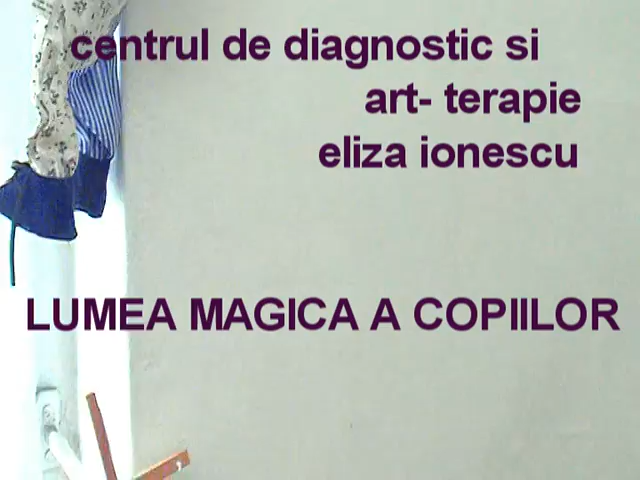 centrul de diagnostic si
art- terapie
eliza ionescu
LUMEA MAGICA A COPIILOR